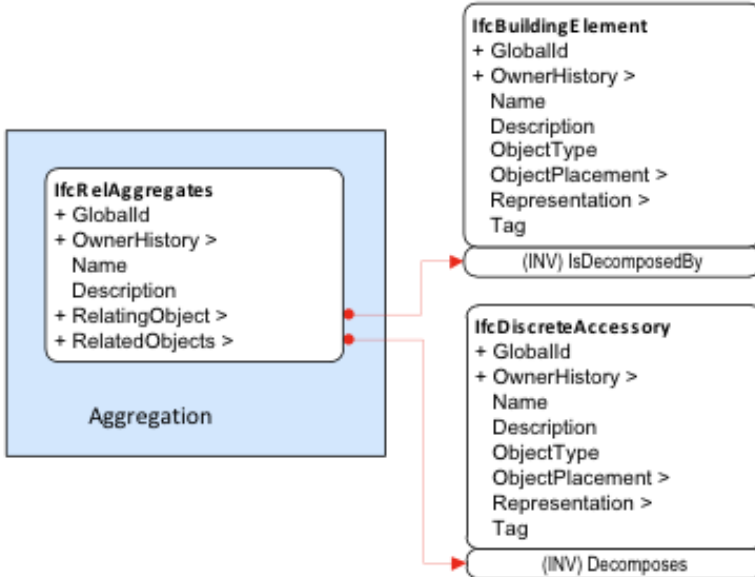 IfcRelAggregates
+ GlobalId
+ OwnerHistory >
Name
Description
+ RelatingObject >
+ RelatedObjects >
Aggregation
IfcBuildingElement
+ GlobalId
+ OwnerHistory >
Name
Description
ObjectType
ObjectPlacement >
Representation >
Tag
(INV) IsDecomposedBy
IfcDiscreteAccessory
+ GlobalId
+ OwnerHistory >
Name
Description
ObjectType
ObjectPlacement >
Representation >
Tag
(INV) Decomposes